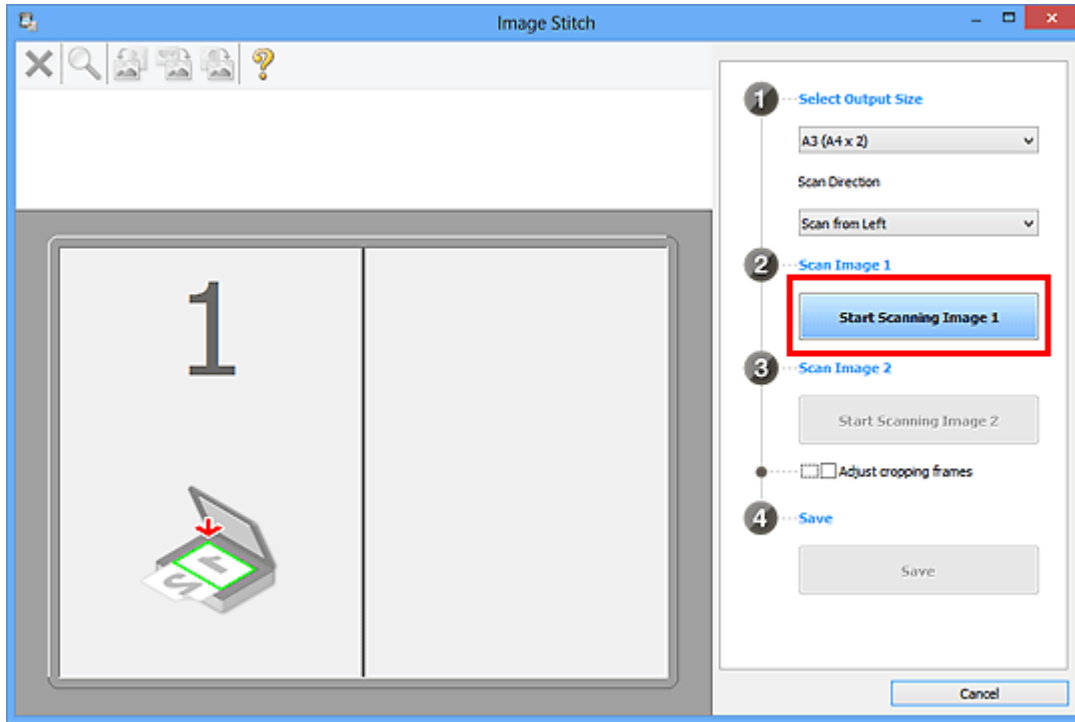 Image Stitch
1
1
2
1
Select Output Size
A3 (A4 x 2)
Scan Direction
Scan from Left
2
Scan Image 1
Start Scanning Image 1
3
Scan Image 2
Start Scanning Image 2
Adjust cropping frames
4
Save
Save
Cancel